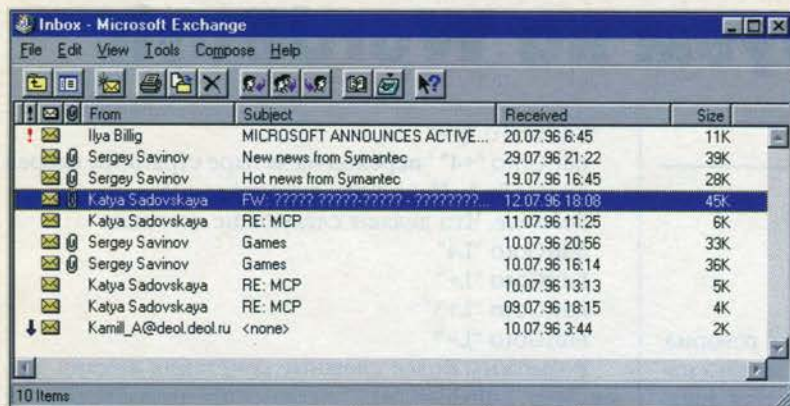 Inbox - Microsoft Exchange
File Edit View Tools Compose Help
From Subject Received Size
Ilya Billig MICROSOFT ANNOUNCES ACTIVE... 20.07.96 6:45 11K
Sergey Savinov New news from Symantec 29.07.96 21:22 39K
Sergey Savinov Hot news from Symantec 19.07.96 16:45 28K
Katya Sadovskaya FW: ????? ?????-????? - ????????... 12.07.96 18:08 45K
Katya Sadovskaya RE: MCP 11.07.96 11:25 6K
Sergey Savinov Games 10.07.96 20:56 33K
Sergey Savinov Games 10.07.96 16:14 36K
Katya Sadovskaya RE: MCP 10.07.96 13:13 5K
Katya Sadovskaya RE: MCP 09.07.96 18:15 4K
Kamill_A@deol.deol.ru <none> 10.07.96 3:44 2K
10 Items